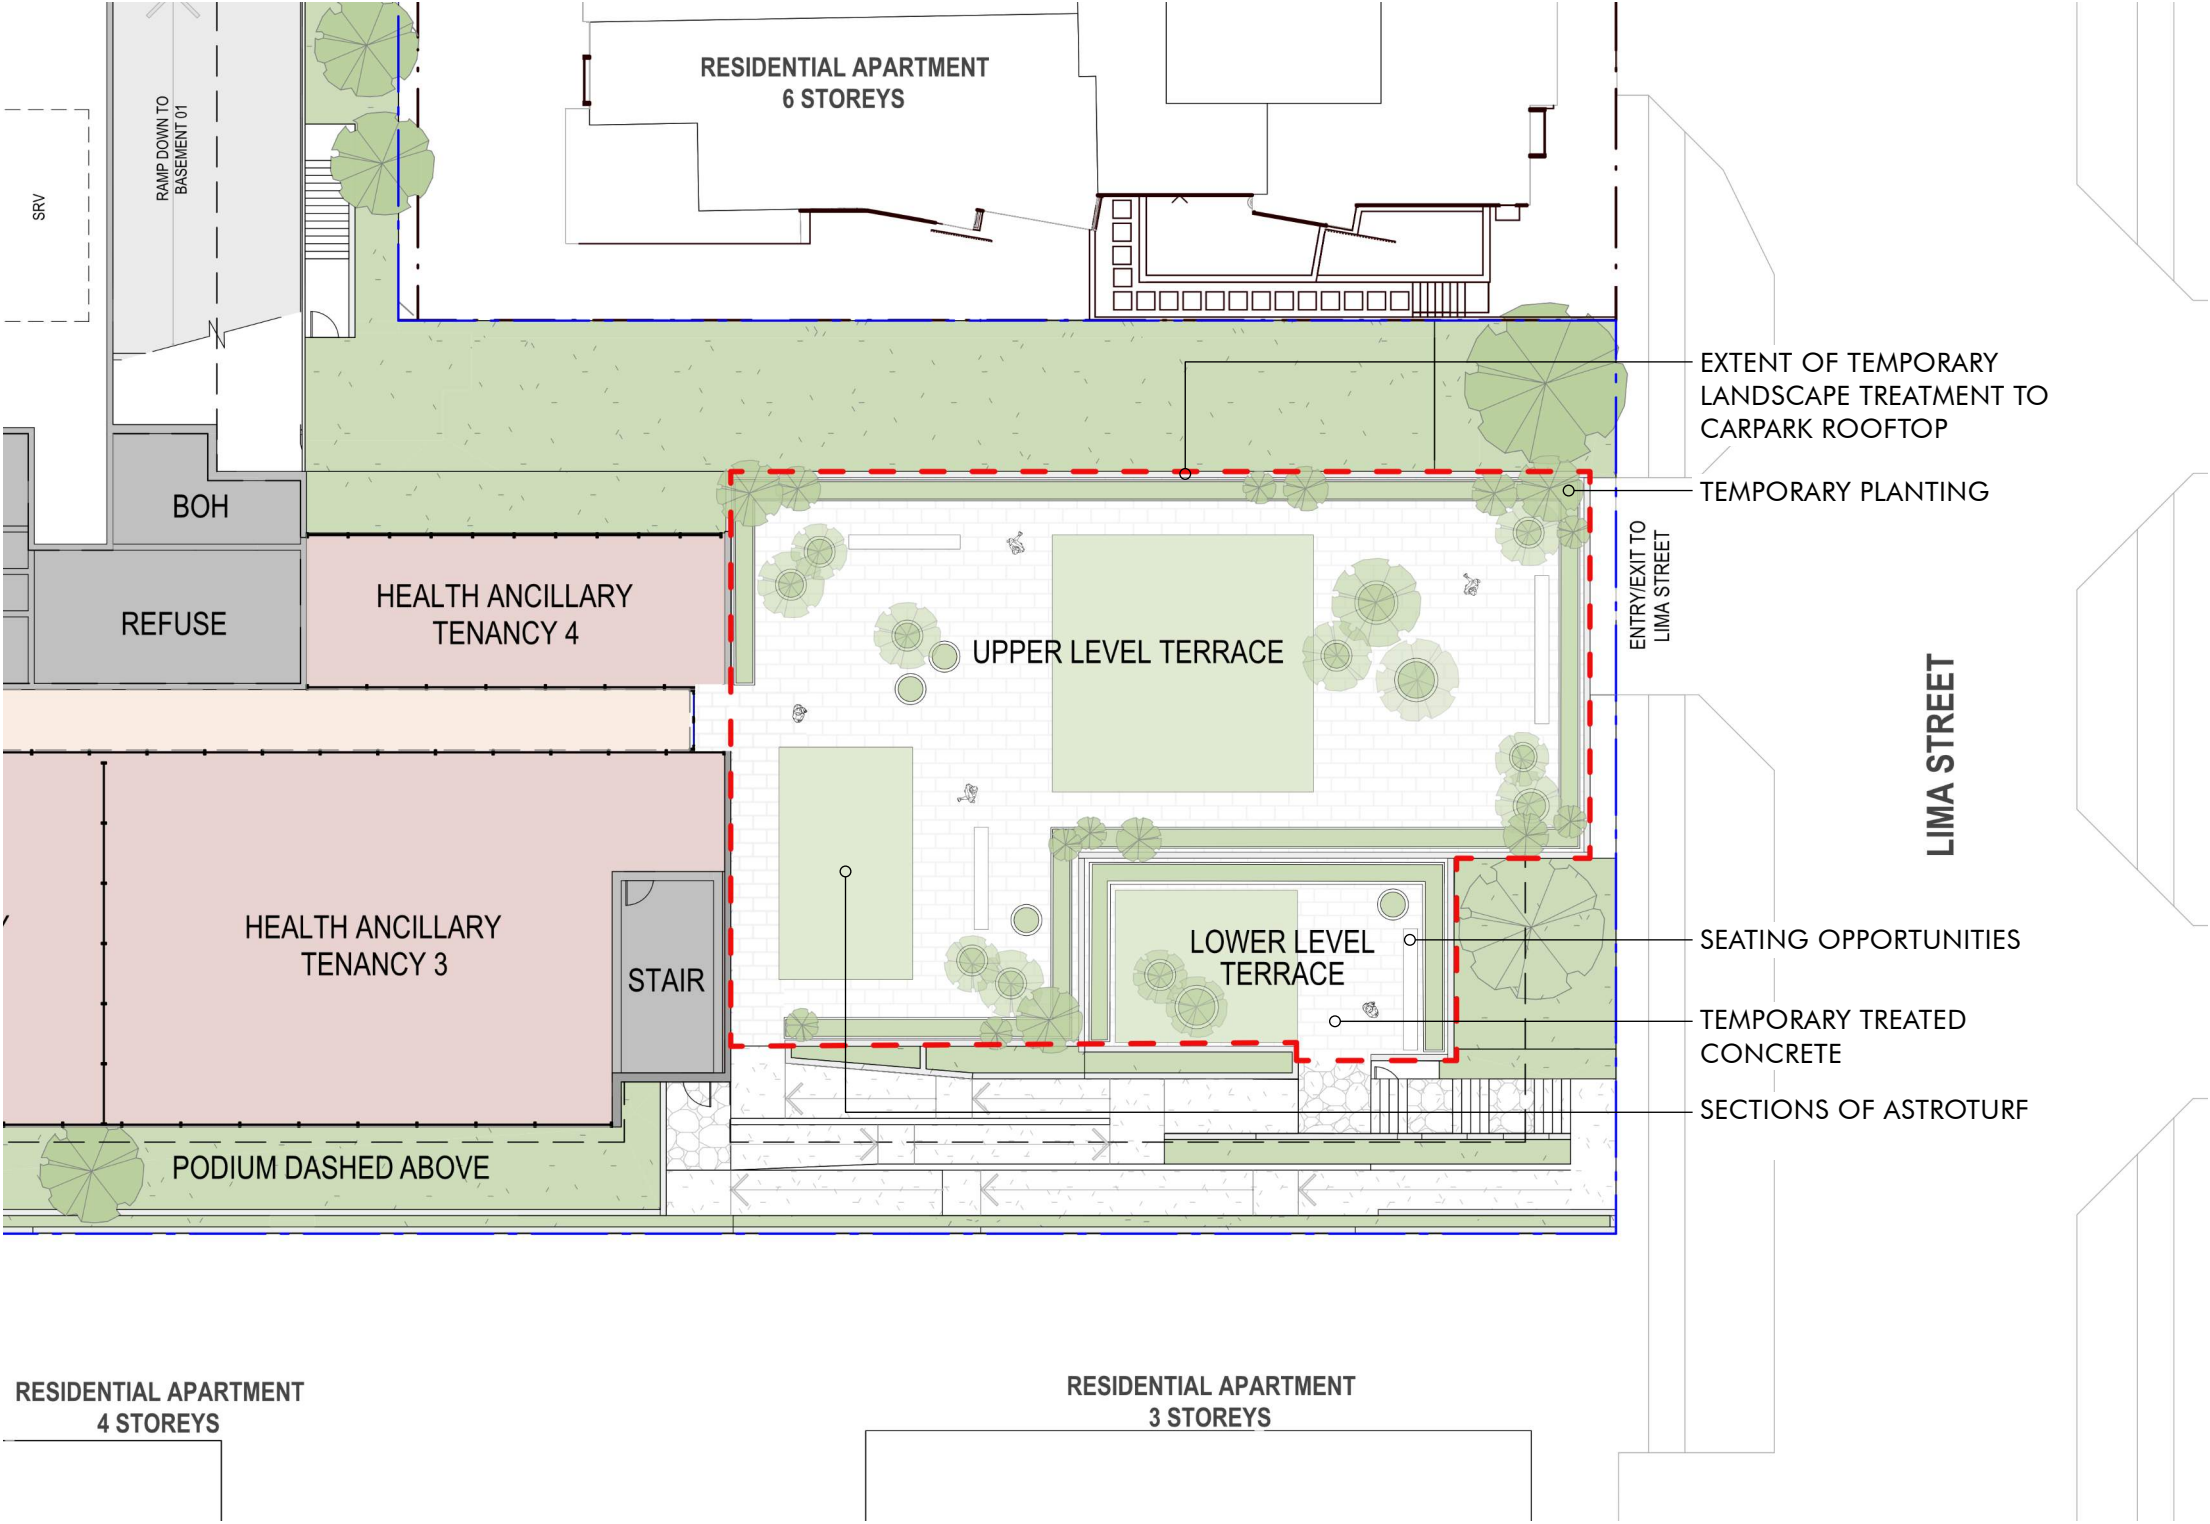 RESIDENTIAL APARTMENT
6 STOREYS
RAMP DOWN TO
BASEMENT 01
SRV
EXTENT OF TEMPORARY
LANDSCAPE TREATMENT TO
CARPARK ROOFTOP
TEMPORARY PLANTING
BOH
ENTRY/EXIT TO
LIMA STREET
REFUSE
HEALTH ANCILLARY
TENANCY 4
UPPER LEVEL TERRACE
LIMA STREET
HEALTH ANCILLARY
TENANCY 3
STAIR
LOWER LEVEL
TERRACE
SEATING OPPORTUNITIES
TEMPORARY TREATED
CONCRETE
SECTIONS OF ASTROTURF
PODIUM DASHED ABOVE
RESIDENTIAL APARTMENT
4 STOREYS
RESIDENTIAL APARTMENT
3 STOREYS